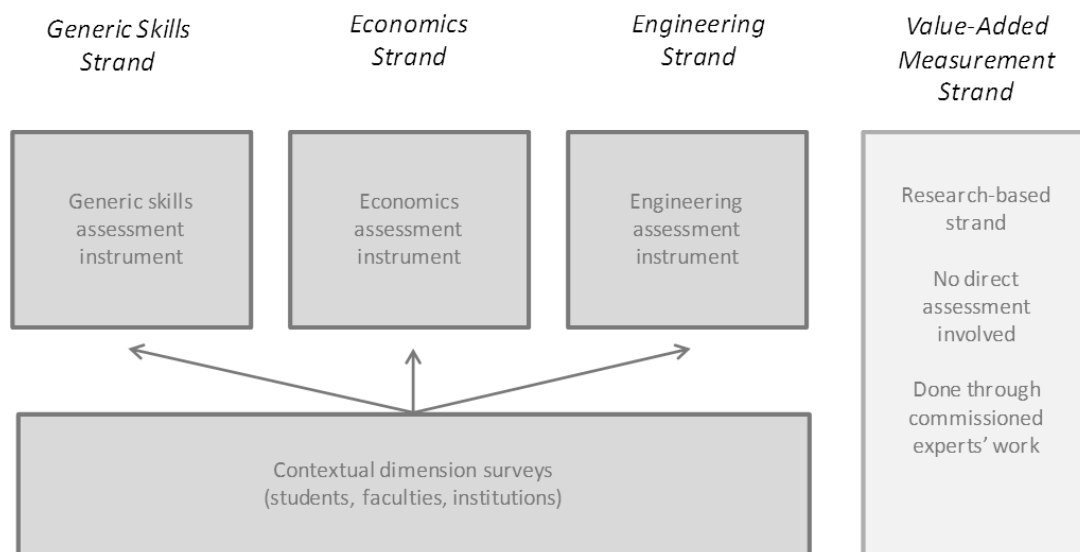 Generic Skills
Strand
Economics
Strand
Engineering
Strand
Value-Added
Measurement
Strand
Generic skills
assessment
instrument
Economics
assessment
instrument
Engineering
assessment
instrument
Research-based
strand
No direct
assessment
involved
Done through
commissioned
experts’ work
Contextual dimension surveys
(students, faculties, institutions)